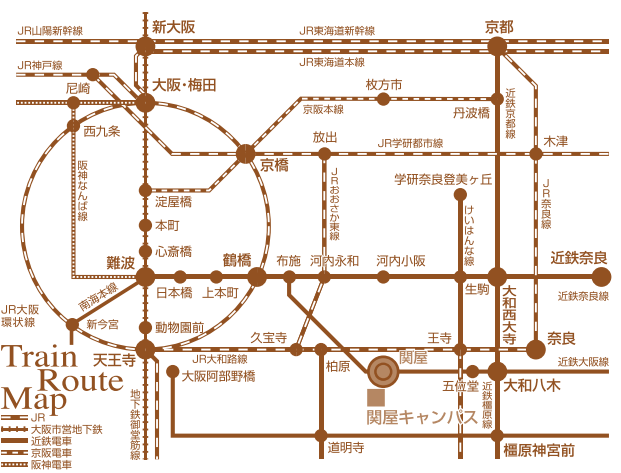 JR山陽新幹線
新大阪
JR東海道新幹線
京都
JR東海道本線
JR神戸線
尼崎
大阪・梅田
枚方市
京阪本線
丹波橋
近鉄京都線
西九条
放出
JR学研都市線
木津
京橋
阪神なんば線
JRおおさか東線
学研奈良登美ヶ丘
JR奈良線
淀屋橋
本町
けいはんな線
心斎橋
難波
鶴橋
布施
河内永和
河内小阪
近鉄奈良
日本橋
上本町
生駒
大和西大寺
近鉄奈良線
南海本線
JR大阪環状線
新今宮
動物園前
久宝寺
王寺
奈良
天王寺
JR大和路線
柏原
関屋
近鉄大阪線
大阪阿部野橋
五位堂
大和八木
地下鉄御堂筋線
関屋キャンパス
近鉄橿原線
道明寺
橿原神宮前
Train
Route
Map
JR
大阪市営地下鉄
近鉄電車
京阪電車
阪神電車